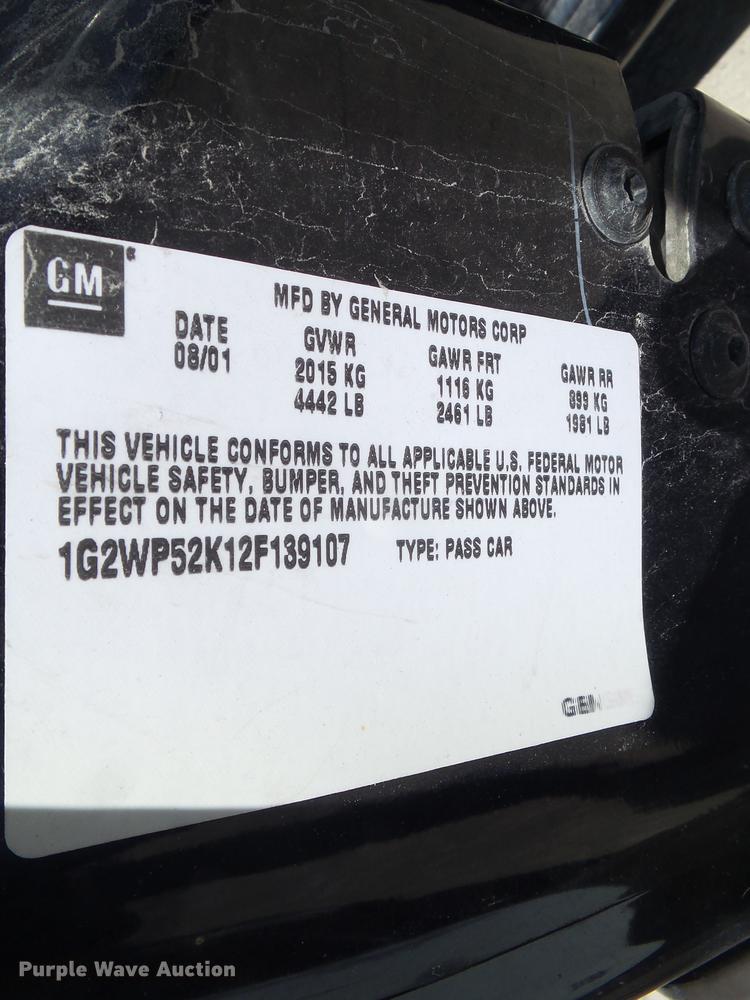 GM
MFD BY GENERAL MOTORS CORP
DATE GVWR GAWR FRT GAWR RR
08/01 2015 KG 1116 KG 899 KG
4442 LB 2461 LB 1981 LB
THIS VEHICLE CONFORMS TO ALL APPLICABLE U.S. FEDERAL MOTOR
VEHICLE SAFETY, BUMPER, AND THEFT PREVENTION STANDARDS IN
EFFECT ON THE DATE OF MANUFACTURE SHOWN ABOVE.
1G2WP52K12F139107 TYPE: PASS CAR
Purple Wave Auction